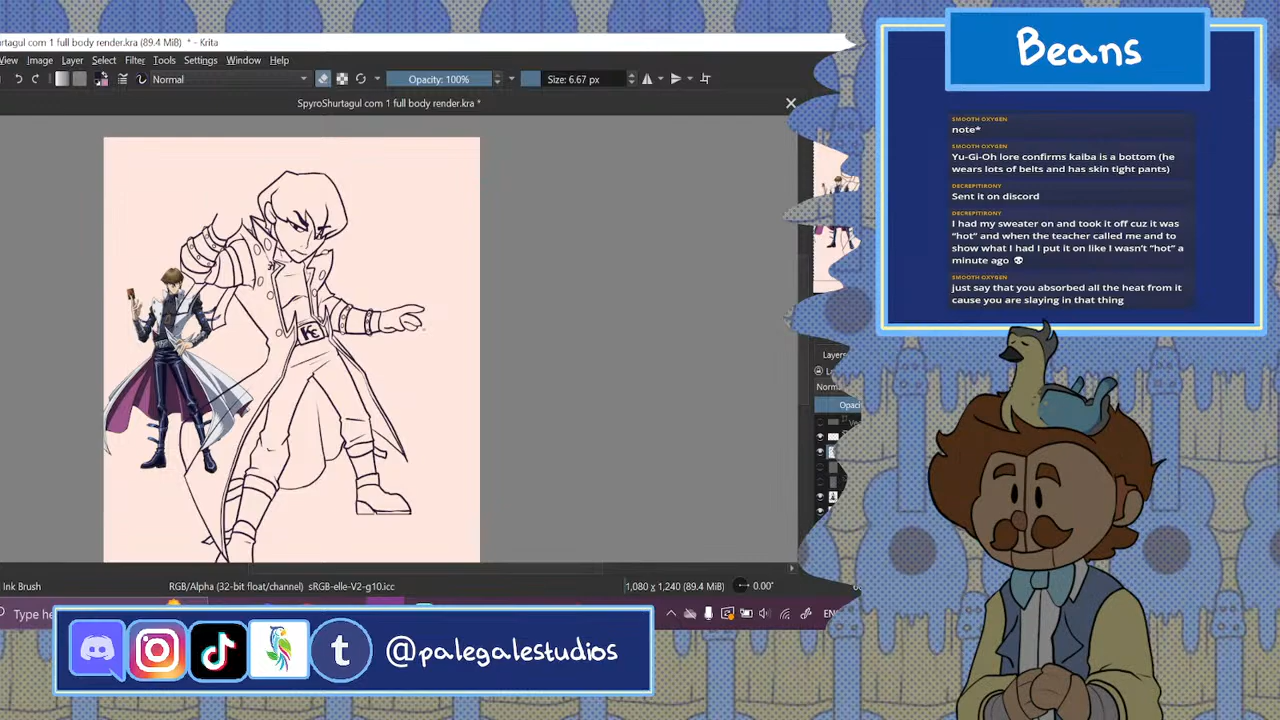 rtagul com 1 full body render.kra (89.4 MiB) * - Krita
View Image Layer Select Filter Tools Settings Window Help
Normal Opacity: 100% Size: 6.67 px
SpyroShurtagul com 1 full body render.kra *
KC
Layers
Norm
Opac
Ink Brush RGB/Alpha (32-bit float/channel) sRGB-elle-V2-g10.icc 1,080 x 1,240 (89.4 MiB) 0.00°
Type he
EN
t @palegalestudios
Beans
SMOOTH OXYGEN
note*
SMOOTH OXYGEN
Yu-Gi-Oh lore confirms kaiba is a bottom (he
wears lots of belts and has skin tight pants)
DECREPITIRONY
Sent it on discord
DECREPITIRONY
I had my sweater on and took it off cuz it was
“hot” and when the teacher called me and to
show what I had I put it on like I wasn’t “hot” a
minute ago 💀
SMOOTH OXYGEN
just say that you absorbed all the heat from it
cause you are slaying in that thing